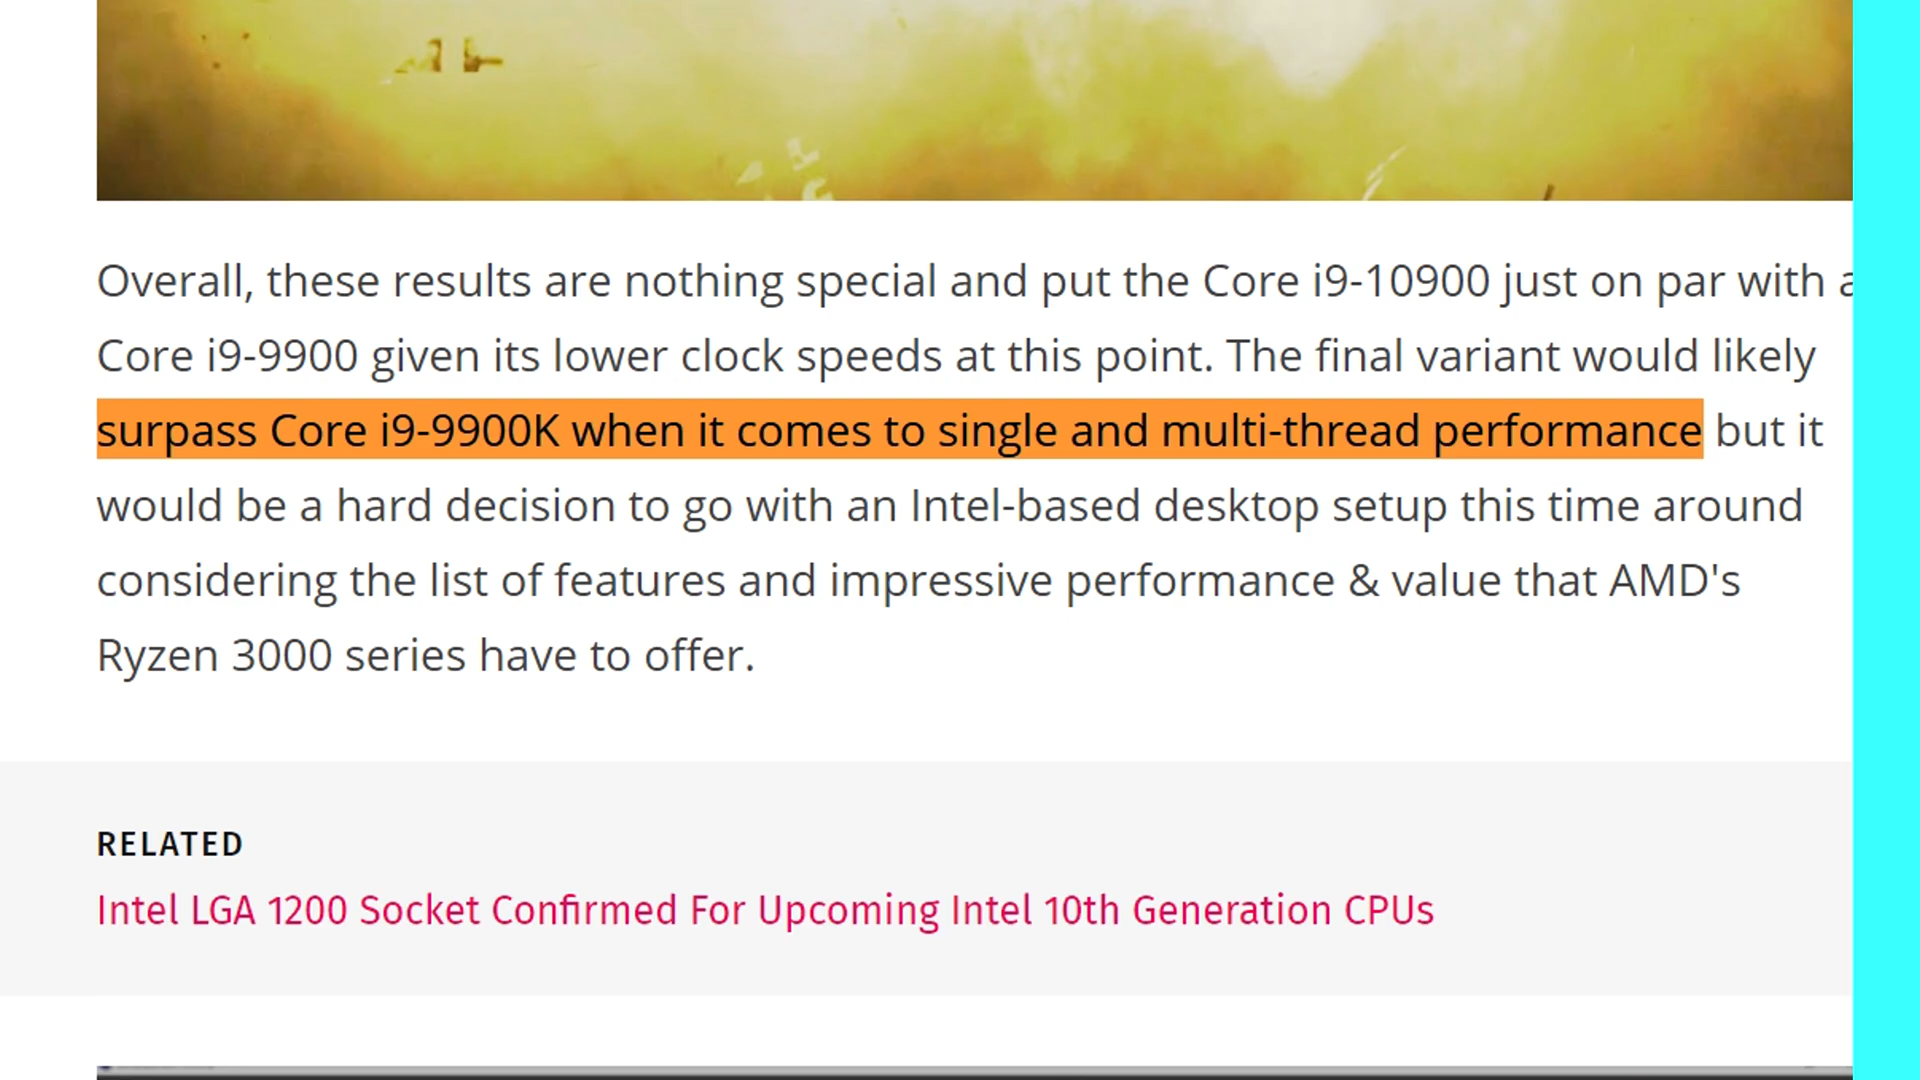 Overall, these results are nothing special and put the Core i9-10900 just on par with a
Core i9-9900 given its lower clock speeds at this point. The final variant would likely
surpass Core i9-9900K when it comes to single and multi-thread performance but it
would be a hard decision to go with an Intel-based desktop setup this time around
considering the list of features and impressive performance & value that AMD's
Ryzen 3000 series have to offer.
RELATED
Intel LGA 1200 Socket Confirmed For Upcoming Intel 10th Generation CPUs